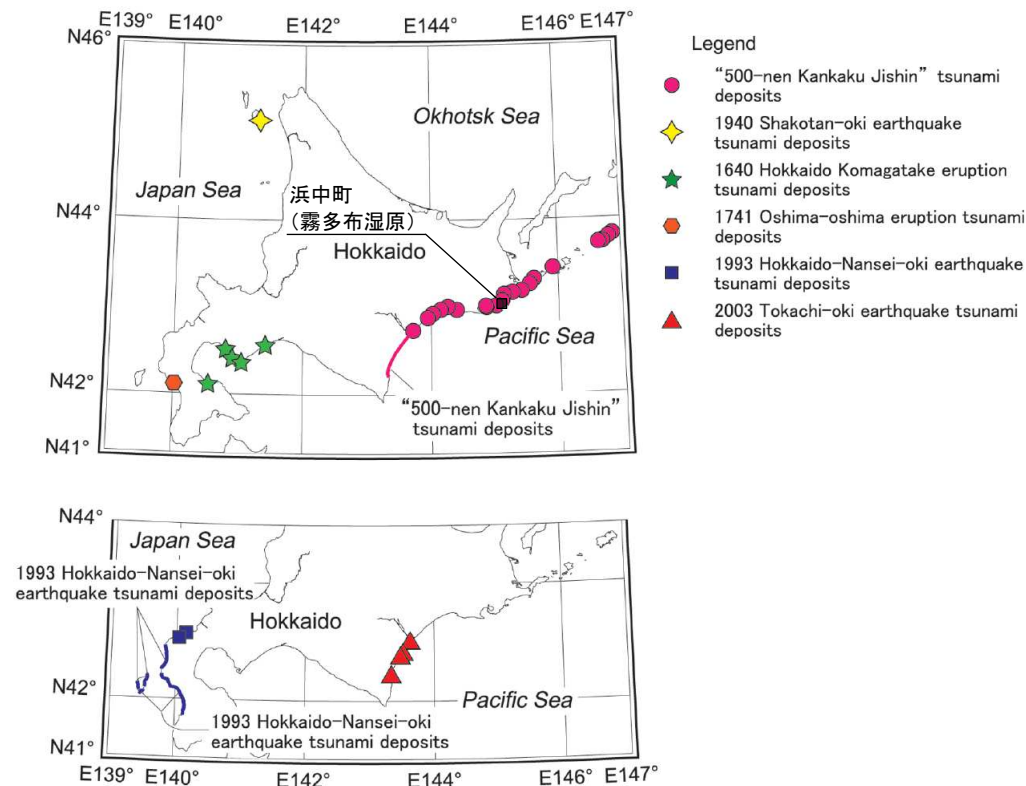 E139°
E140°
E142°
E144°
E146°
E147°
N46°
Okhotsk Sea
Japan Sea
N44°
浜中町
(霧多布湿原)
Hokkaido
Pacific Sea
N42°
“500-nen Kankaku Jishin”
tsunami deposits
N41°
Legend
“500-nen Kankaku Jishin” tsunami
deposits
1940 Shakotan-oki earthquake
tsunami deposits
1640 Hokkaido Komagatake eruption
tsunami deposits
1741 Oshima-oshima eruption tsunami
deposits
1993 Hokkaido-Nansei-oki earthquake
tsunami deposits
2003 Tokachi-oki earthquake tsunami
deposits
N44°
Japan Sea
1993 Hokkaido-Nansei-oki
earthquake tsunami deposits
Hokkaido
N42°
Pacific Sea
1993 Hokkaido-Nansei-oki
earthquake tsunami deposits
N41°
E139°
E140°
E142°
E144°
E146°
E147°